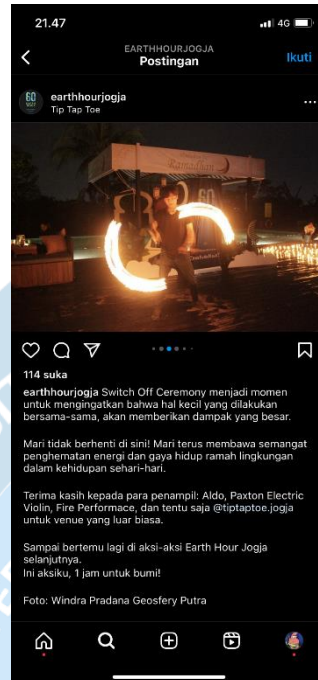 21.47
4G
EARTHHOURJOGJA
Postingan
Ikuti
60
earthhourjogja
Tip Tap Toe
Ramadhan
60
114 suka
earthhourjogja Switch Off Ceremony menjadi momen
untuk mengingatkan bahwa hal kecil yang dilakukan
bersama-sama, akan memberikan dampak yang besar.
Mari tidak berhenti di sini! Mari terus membawa semangat
penghematan energi dan gaya hidup ramah lingkungan
dalam kehidupan sehari-hari.
Terima kasih kepada para penampil: Aldo, Paxton Electric
Violin, Fire Performace, dan tentu saja @tiptaptoe.jogja
untuk venue yang luar biasa.
Sampai bertemu lagi di aksi-aksi Earth Hour Jogja
selanjutnya.
Ini aksiku, 1 jam untuk bumi!
Foto: Windra Pradana Geosfery Putra